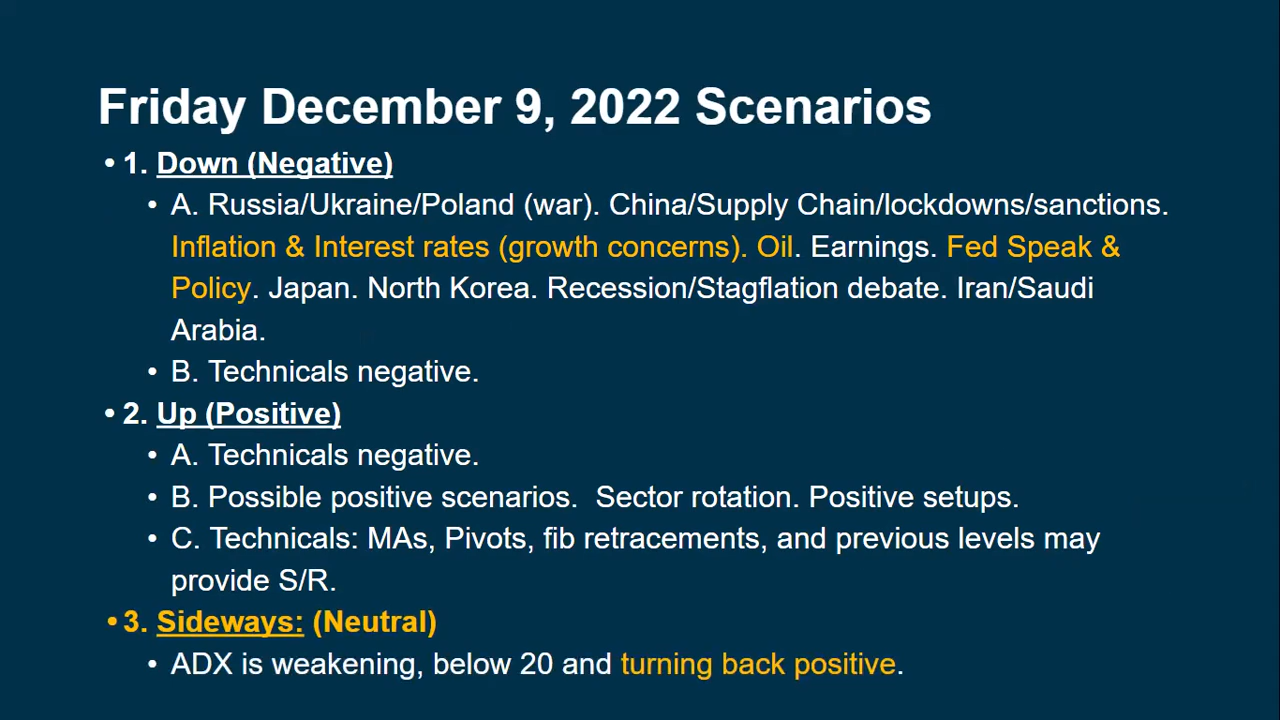 Friday December 9, 2022 Scenarios
• 1. Down (Negative)
• A. Russia/Ukraine/Poland (war). China/Supply Chain/lockdowns/sanctions.
Inflation & Interest rates (growth concerns). Oil. Earnings. Fed Speak &
Policy. Japan. North Korea. Recession/Stagflation debate. Iran/Saudi
Arabia.
• B. Technicals negative.
• 2. Up (Positive)
• A. Technicals negative.
• B. Possible positive scenarios.  Sector rotation. Positive setups.
• C. Technicals: MAs, Pivots, fib retracements, and previous levels may
provide S/R.
• 3. Sideways: (Neutral)
• ADX is weakening, below 20 and turning back positive.